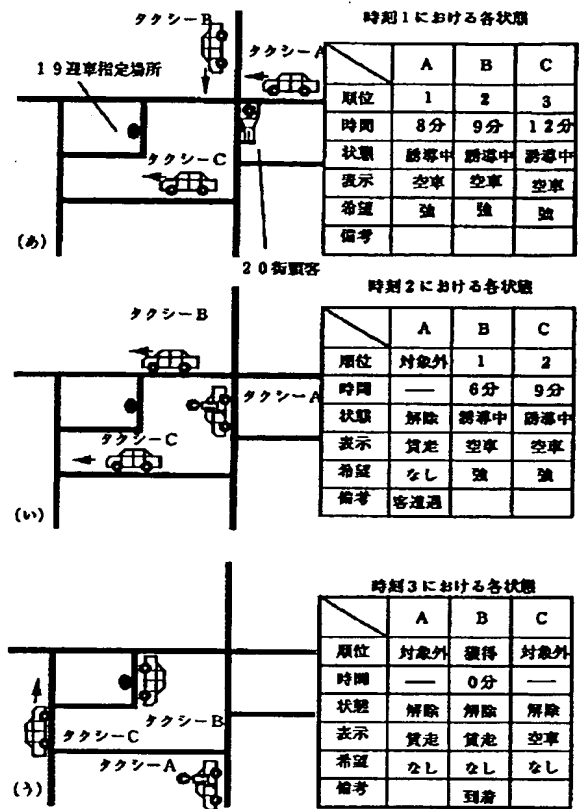 タクシーB
タクシーA
19迎車指定場所
タクシーC
(あ)
20街頭客
時刻1における各状態
A B C
順位 1 2 3
時間 8分 9分 12分
状態 誘導中 誘導中 誘導中
表示 空車 空車 空車
希望 強 強 強
備考
タクシーB
タクシーA
タクシーC
(い)
時刻2における各状態
A B C
順位 対象外 1 2
時間 — 6分 9分
状態 解除 誘導中 誘導中
表示 賃走 空車 空車
希望 なし 強 強
備考 客遭遇
タクシーB
タクシーC
タクシーA
(う)
時刻3における各状態
A B C
順位 対象外 獲得 対象外
時間 — 0分 —
状態 解除 解除 解除
表示 賃走 賃走 空車
希望 なし なし なし
備考 到着